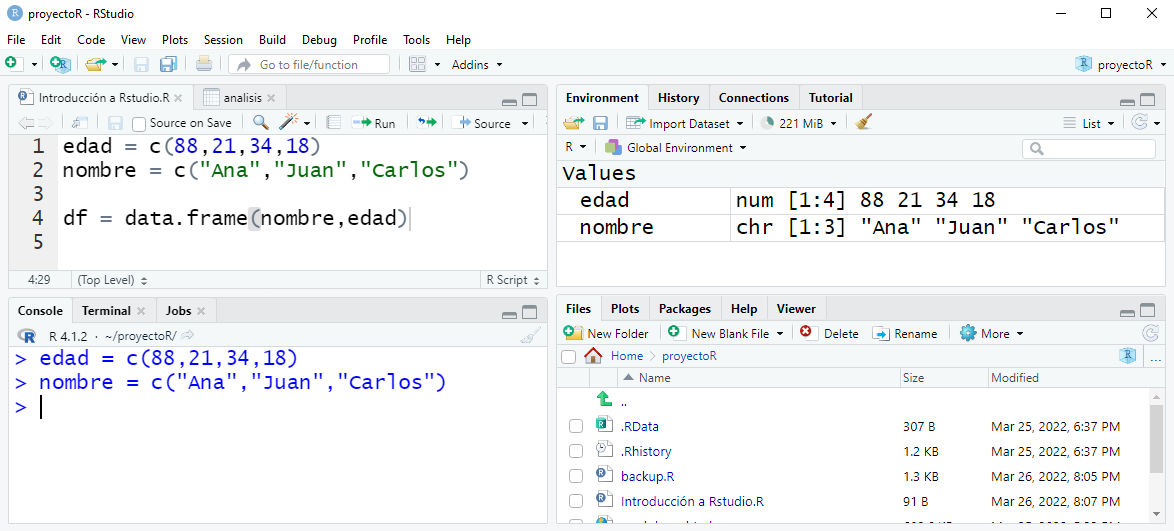 proyectoR - RStudio
File Edit Code View Plots Session Build Debug Profile Tools Help
Go to file/function Addins proyectoR
Introducción a Rstudio.R analisis
Source on Save Run Source
1 edad = c(88,21,34,18)
2 nombre = c("Ana","Juan","Carlos")
3
4 df = data.frame(nombre,edad)
5
4:29 (Top Level) R Script
Console Terminal Jobs
R 4.1.2 · ~/proyectoR/
> edad = c(88,21,34,18)
> nombre = c("Ana","Juan","Carlos")
>
Environment History Connections Tutorial
Import Dataset 221 MiB List
R Global Environment
Values
edad num [1:4] 88 21 34 18
nombre chr [1:3] "Ana" "Juan" "Carlos"
Files Plots Packages Help Viewer
New Folder New Blank File Delete Rename More
Home proyectoR ...
Name Size Modified
..
.RData 307 B Mar 25, 2022, 6:37 PM
.Rhistory 1.2 KB Mar 25, 2022, 6:37 PM
backup.R 1.3 KB Mar 26, 2022, 8:05 PM
Introducción a Rstudio.R 91 B Mar 26, 2022, 8:07 PM